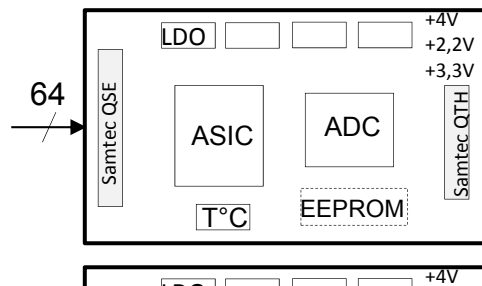 LDO
+4V
+2,2V
+3,3V
64
Samtec QSE
ASIC
ADC
Samtec QTH
T°C
EEPROM
LDO
+4V